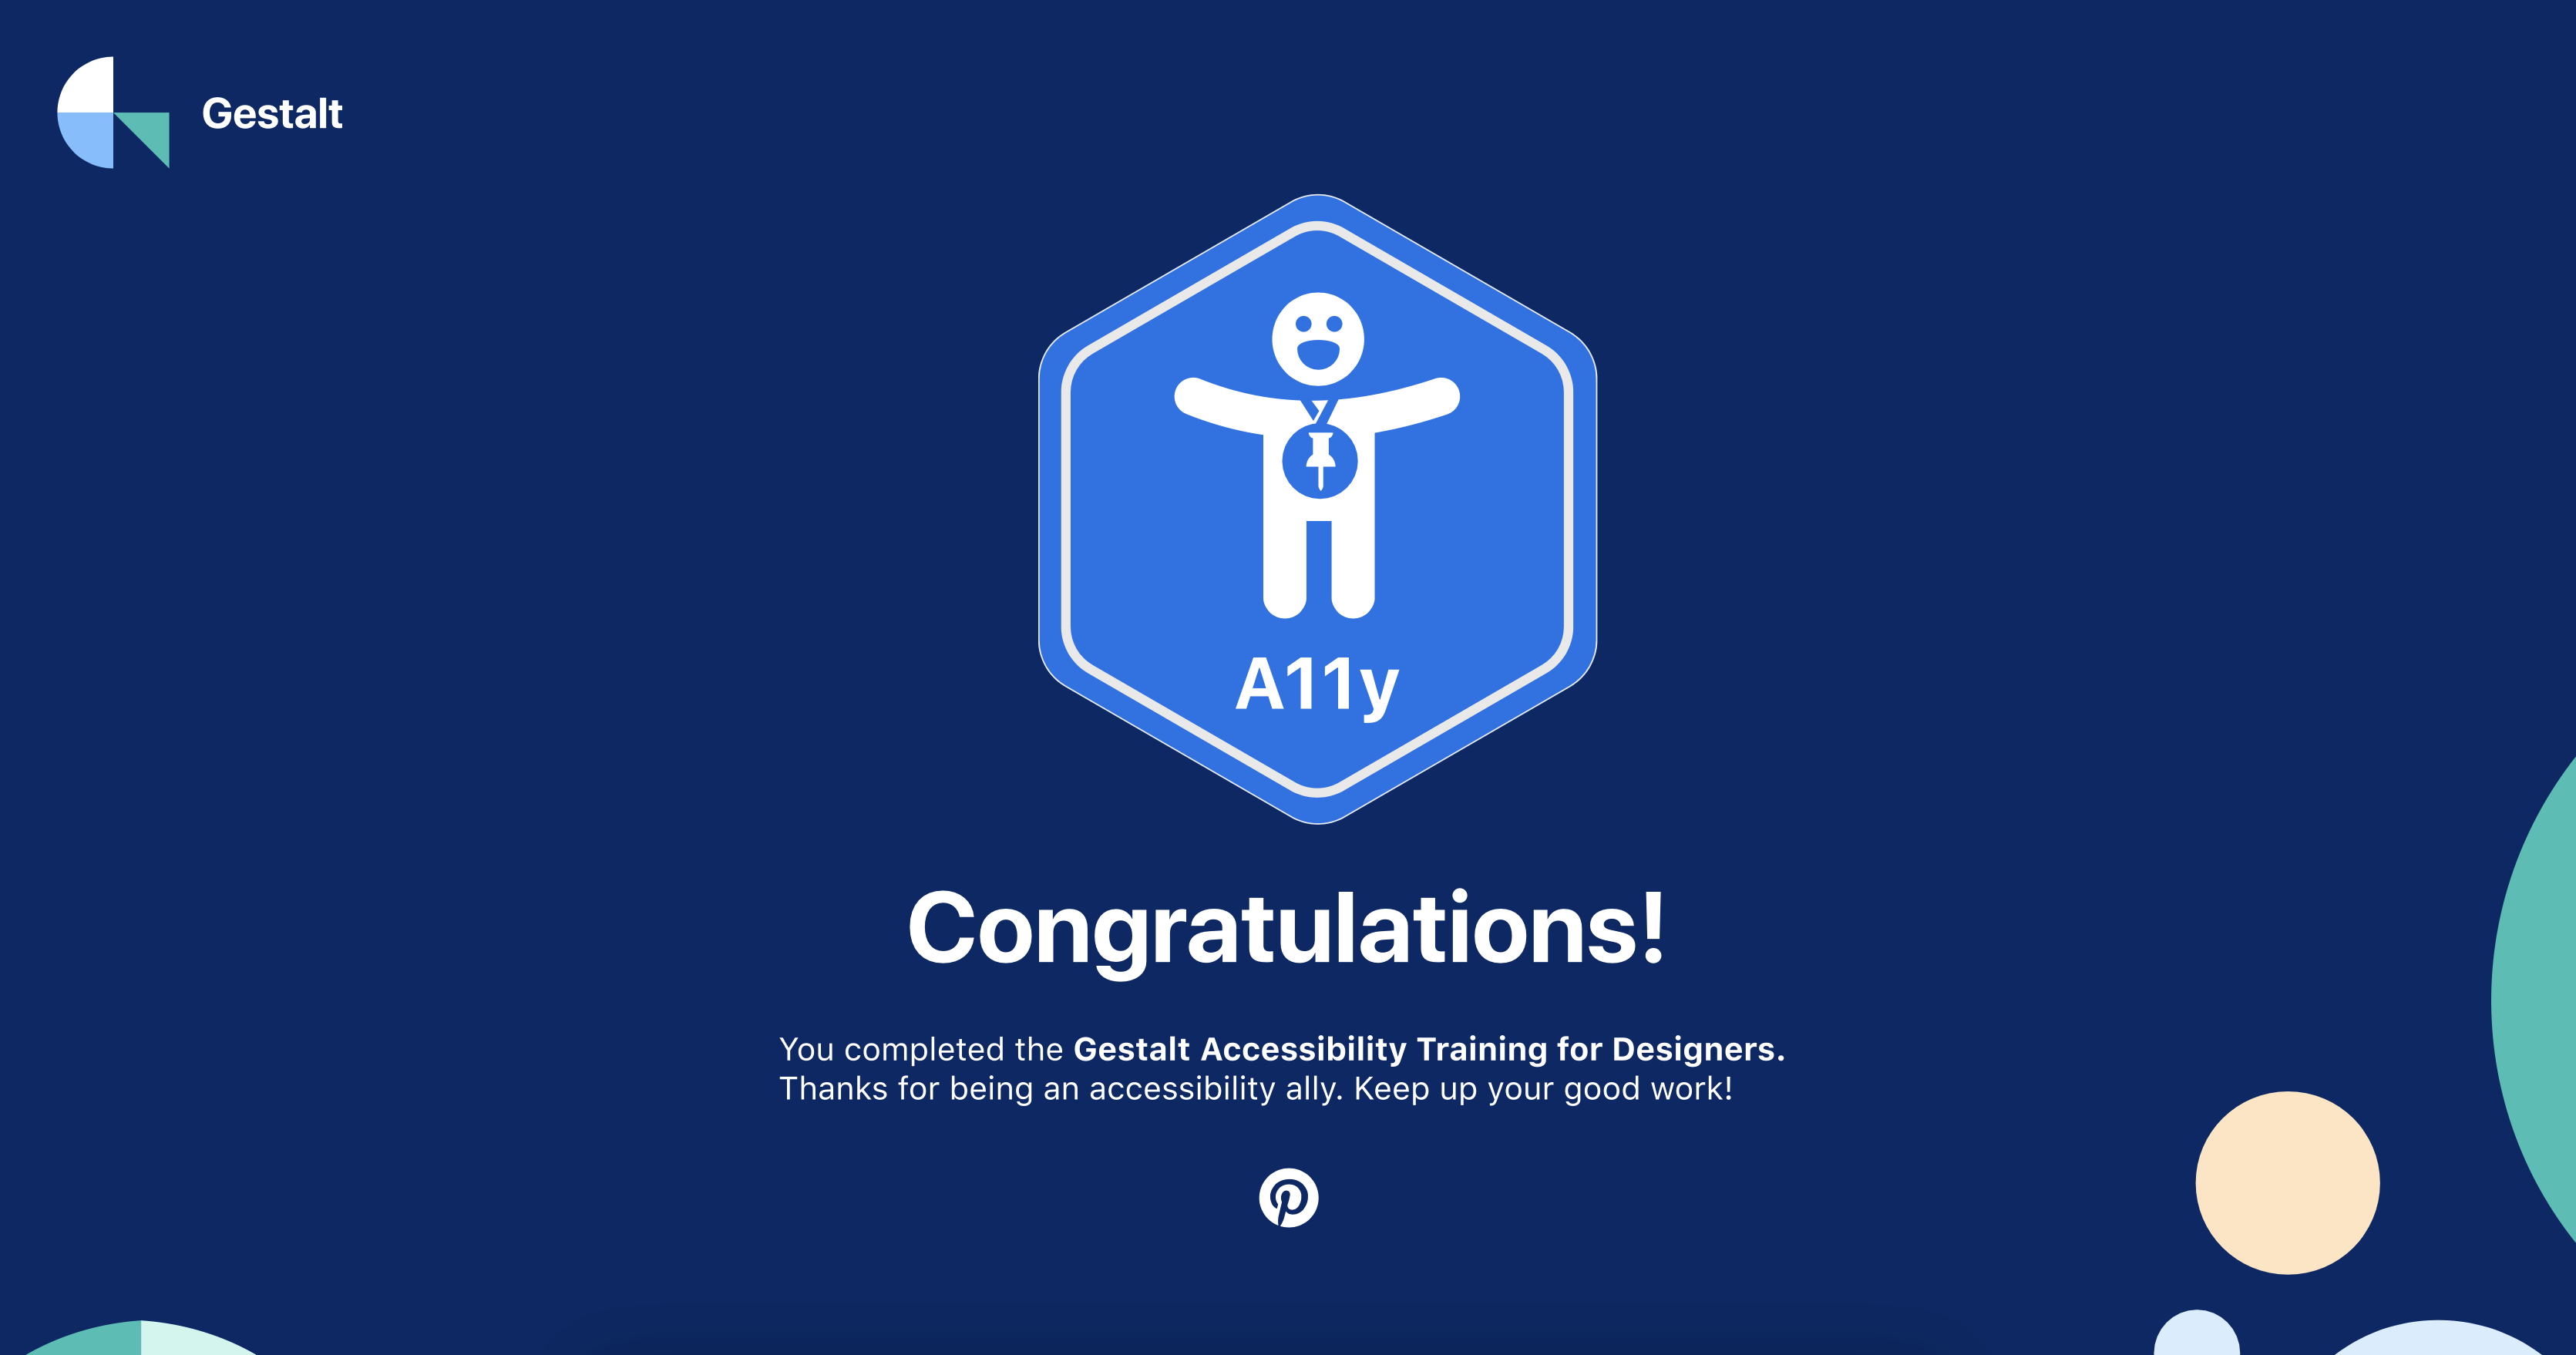 Gestalt
A11y
Congratulations!
You completed the Gestalt Accessibility Training for Designers.
Thanks for being an accessibility ally. Keep up your good work!